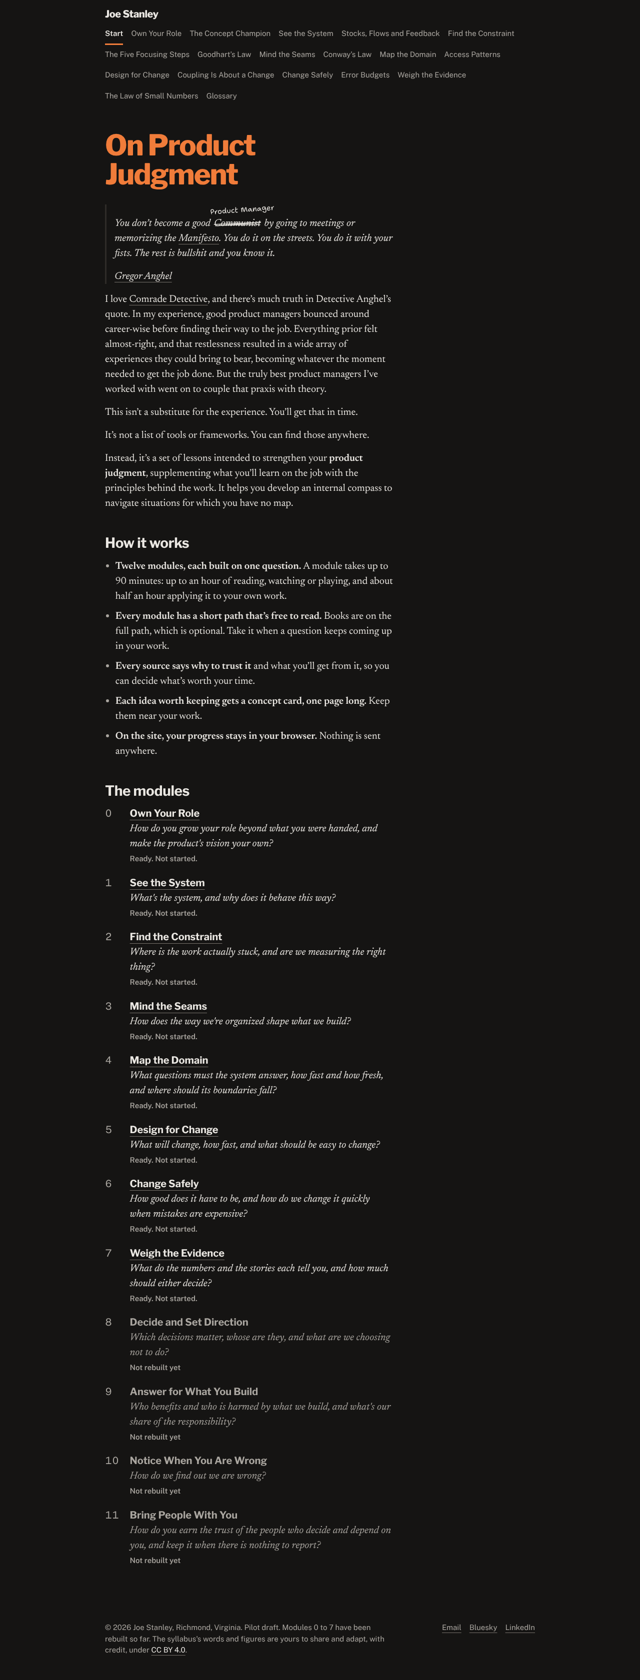 Joe Stanley
Start Own Your Role The Concept Champion See the System Stocks, Flows and Feedback Find the Constraint
The Five Focusing Steps Goodhart's Law Mind the Seams Conway's Law Map the Domain Access Patterns
Design for Change Coupling Is About a Change Change Safely Error Budgets Weigh the Evidence
The Law of Small Numbers Glossary
On Product
Judgment
Product Manager
You don't become a good Communist by going to meetings or
memorizing the Manifesto. You do it on the streets. You do it with your
fists. The rest is bullshit and you know it.
Gregor Anghel
I love Comrade Detective, and there's much truth in Detective Anghel's
quote. In my experience, good product managers bounced around
career-wise before finding their way to the job. Everything prior felt
almost-right, and that restlessness resulted in a wide array of
experiences they could bring to bear, becoming whatever the moment
needed to get the job done. But the truly best product managers I've
worked with went on to couple that praxis with theory.
This isn't a substitute for the experience. You'll get that in time.
It's not a list of tools or frameworks. You can find those anywhere.
Instead, it's a set of lessons intended to strengthen your product
judgment, supplementing what you'll learn on the job with the
principles behind the work. It helps you develop an internal compass to
navigate situations for which you have no map.
How it works
• Twelve modules, each built on one question. A module takes up to
90 minutes: up to an hour of reading, watching or playing, and about
half an hour applying it to your own work.
• Every module has a short path that's free to read. Books are on the
full path, which is optional. Take it when a question keeps coming up
in your work.
• Every source says why to trust it and what you'll get from it, so you
can decide what's worth your time.
• Each idea worth keeping gets a concept card, one page long. Keep
them near your work.
• On the site, your progress stays in your browser. Nothing is sent
anywhere.
The modules
0 Own Your Role
How do you grow your role beyond what you were handed, and
make the product's vision your own?
Ready. Not started.
1 See the System
What's the system, and why does it behave this way?
Ready. Not started.
2 Find the Constraint
Where is the work actually stuck, and are we measuring the right
thing?
Ready. Not started.
3 Mind the Seams
How does the way we're organized shape what we build?
Ready. Not started.
4 Map the Domain
What questions must the system answer, how fast and how fresh,
and where should its boundaries fall?
Ready. Not started.
5 Design for Change
What will change, how fast, and what should be easy to change?
Ready. Not started.
6 Change Safely
How good does it have to be, and how do we change it quickly
when mistakes are expensive?
Ready. Not started.
7 Weigh the Evidence
What do the numbers and the stories each tell you, and how much
should either decide?
Ready. Not started.
8 Decide and Set Direction
Which decisions matter, whose are they, and what are we choosing
not to do?
Not rebuilt yet
9 Answer for What You Build
Who benefits and who is harmed by what we build, and what's our
share of the responsibility?
Not rebuilt yet
10 Notice When You Are Wrong
How do we find out we are wrong?
Not rebuilt yet
11 Bring People With You
How do you earn the trust of the people who decide and depend on
you, and keep it when there is nothing to report?
Not rebuilt yet
© 2026 Joe Stanley, Richmond, Virginia. Pilot draft. Modules 0 to 7 have been
rebuilt so far. The syllabus's words and figures are yours to share and adapt, with
credit, under CC BY 4.0.
Email Bluesky LinkedIn